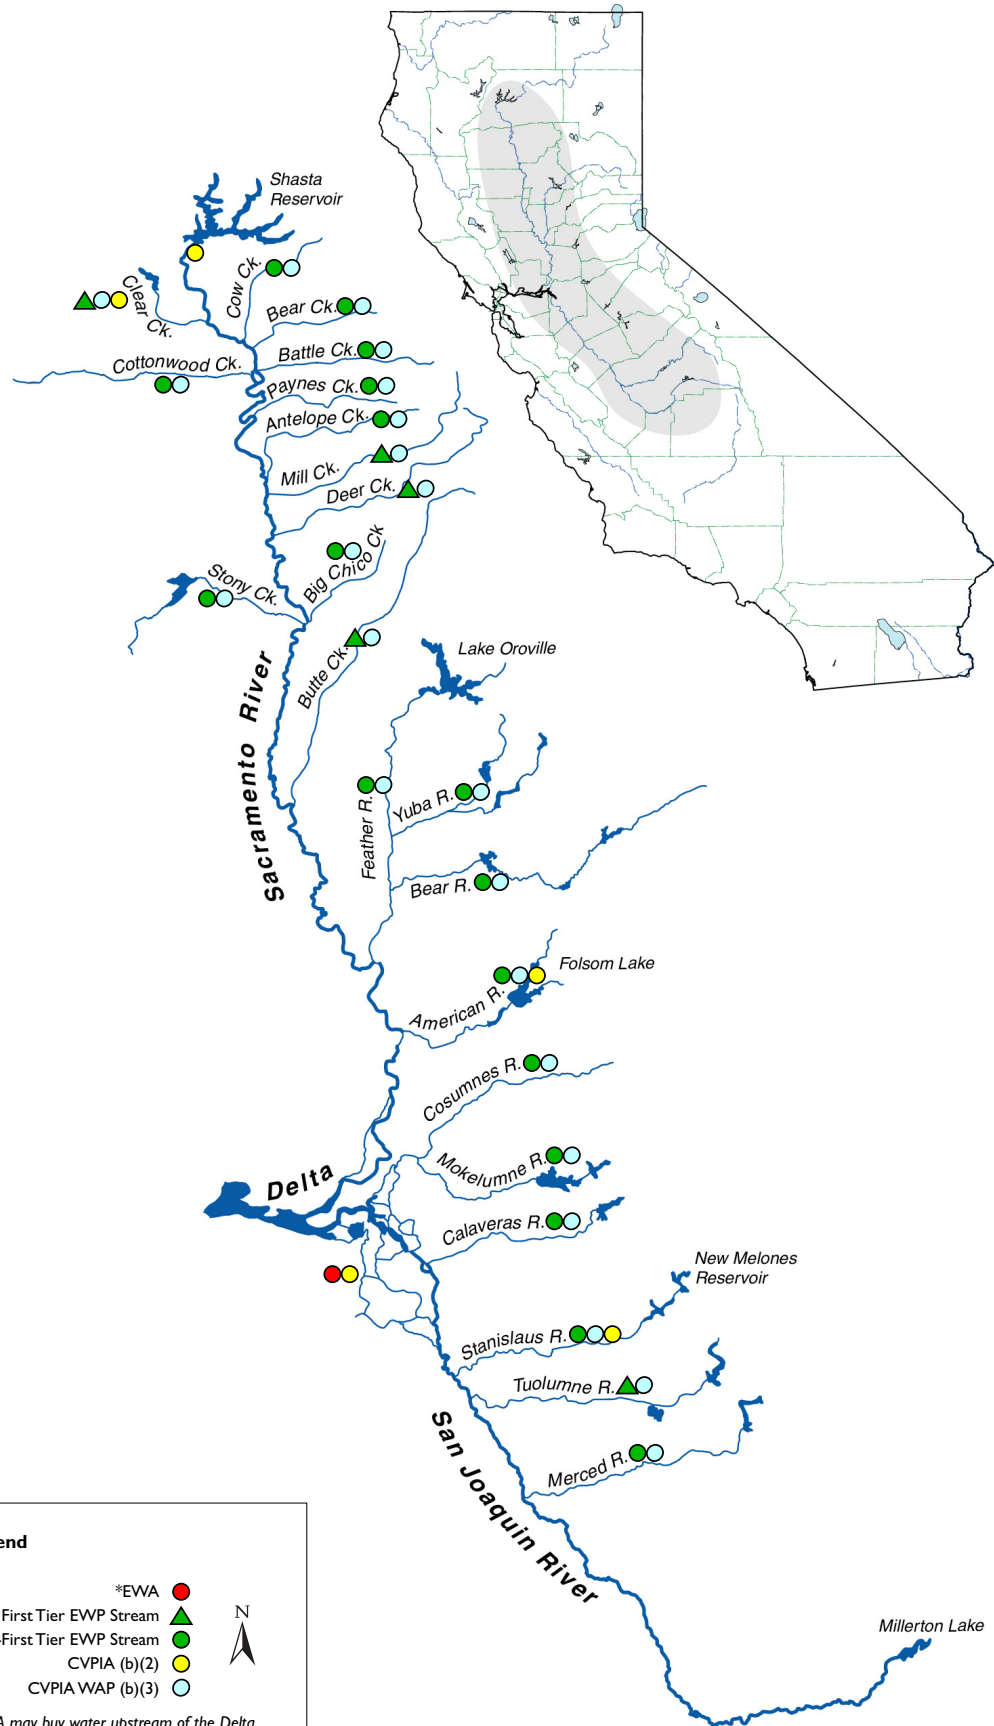 Shasta
Reservoir
Cow Ck.
Clear Ck.
Bear Ck.
Battle Ck.
Cottonwood Ck.
Paynes Ck.
Antelope Ck.
Mill Ck.
Deer Ck.
Big Chico Ck
Stony Ck.
Butte Ck.
Lake Oroville
Sacramento River
Feather R.
Yuba R.
Bear R.
Folsom Lake
American R.
Cosumnes R.
Mokelumne R.
Delta
Calaveras R.
New Melones
Reservoir
Stanislaus R.
Tuolumne R.
Merced R.
San Joaquin River
Millerton Lake
end
*EWA
First Tier EWP Stream
-First Tier EWP Stream
CVPIA (b)(2)
CVPIA WAP (b)(3)
N
A may buy water upstream of the Delta